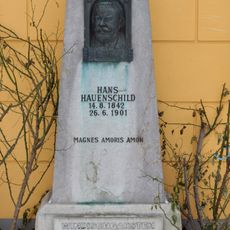 HANS
HAUENSCHILD
14. 8. 1842
26. 6. 1901
MAGNES AMORIS AMOR